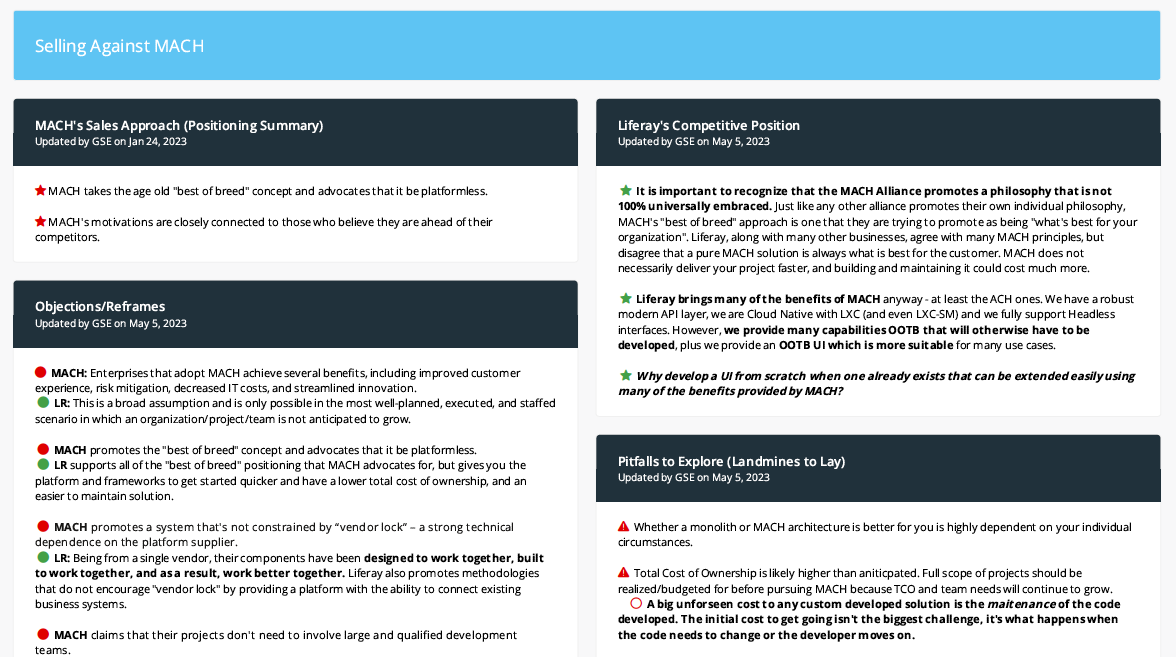 Selling Against MACH
MACH's Sales Approach (Positioning Summary)
Updated by GSE on Jan 24, 2023
MACH takes the age old "best of breed" concept and advocates that it be platformless.
MACH's motivations are closely connected to those who believe they are ahead of their
competitors.
Objections/Reframes
Updated by GSE on May 5, 2023
MACH: Enterprises that adopt MACH achieve several benefits, including improved customer
experience, risk mitigation, decreased IT costs, and streamlined innovation.
LR: This is a broad assumption and is only possible in the most well-planned, executed, and staffed
scenario in which an organization/project/team is not anticipated to grow.
MACH promotes the "best of breed" concept and advocates that it be platformless.
LR supports all of the "best of breed" positioning that MACH advocates for, but gives you the
platform and frameworks to get started quicker and have a lower total cost of ownership, and an
easier to maintain solution.
MACH promotes a system that's not constrained by “vendor lock” – a strong technical
dependence on the platform supplier.
LR: Being from a single vendor, their components have been designed to work together, built
to work together, and as a result, work better together. Liferay also promotes methodologies
that do not encourage "vendor lock" by providing a platform with the ability to connect existing
business systems.
MACH claims that their projects don't need to involve large and qualified development
teams.
Liferay's Competitive Position
Updated by GSE on May 5, 2023
It is important to recognize that the MACH Alliance promotes a philosophy that is not
100% universally embraced. Just like any other alliance promotes their own individual philosophy,
MACH's "best of breed" approach is one that they are trying to promote as being "what's best for your
organization". Liferay, along with many other businesses, agree with many MACH principles, but
disagree that a pure MACH solution is always what is best for the customer. MACH does not
necessarily deliver your project faster, and building and maintaining it could cost much more.
Liferay brings many of the benefits of MACH anyway - at least the ACH ones. We have a robust
modern API layer, we are Cloud Native with LXC (and even LXC-SM) and we fully support Headless
interfaces. However, we provide many capabilities OOTB that will otherwise have to be
developed, plus we provide an OOTB UI which is more suitable for many use cases.
Why develop a UI from scratch when one already exists that can be extended easily using
many of the benefits provided by MACH?
Pitfalls to Explore (Landmines to Lay)
Updated by GSE on May 5, 2023
Whether a monolith or MACH architecture is better for you is highly dependent on your individual
circumstances.
Total Cost of Ownership is likely higher than aniticpated. Full scope of projects should be
realized/budgeted for before pursuing MACH because TCO and team needs will continue to grow.
A big unforseen cost to any custom developed solution is the maitenance of the code
developed. The initial cost to get going isn't the biggest challenge, it's what happens when
the code needs to change or the developer moves on.